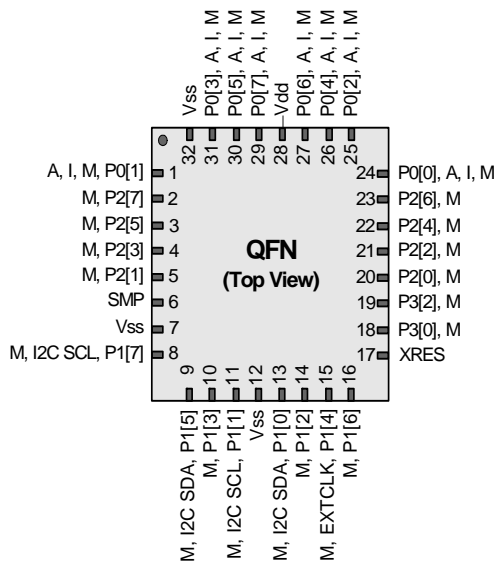 Vss
P0[3], A, I, M
P0[5], A, I, M
P0[7], A, I, M
Vdd
P0[6], A, I, M
P0[4], A, I, M
P0[2], A, I, M
32
31
30
29
28
27
26
25
A, I, M, P0[1] 1
M, P2[7] 2
M, P2[5] 3
M, P2[3] 4
M, P2[1] 5
SMP 6
Vss 7
M, I2C SCL, P1[7] 8
QFN
(Top View)
24 P0[0], A, I, M
23 P2[6], M
22 P2[4], M
21 P2[2], M
20 P2[0], M
19 P3[2], M
18 P3[0], M
17 XRES
9
10
11
12
13
14
15
16
M, I2C SDA, P1[5]
M, P1[3]
M, I2C SCL, P1[1]
Vss
M, I2C SDA, P1[0]
M, P1[2]
M, EXTCLK, P1[4]
M, P1[6]